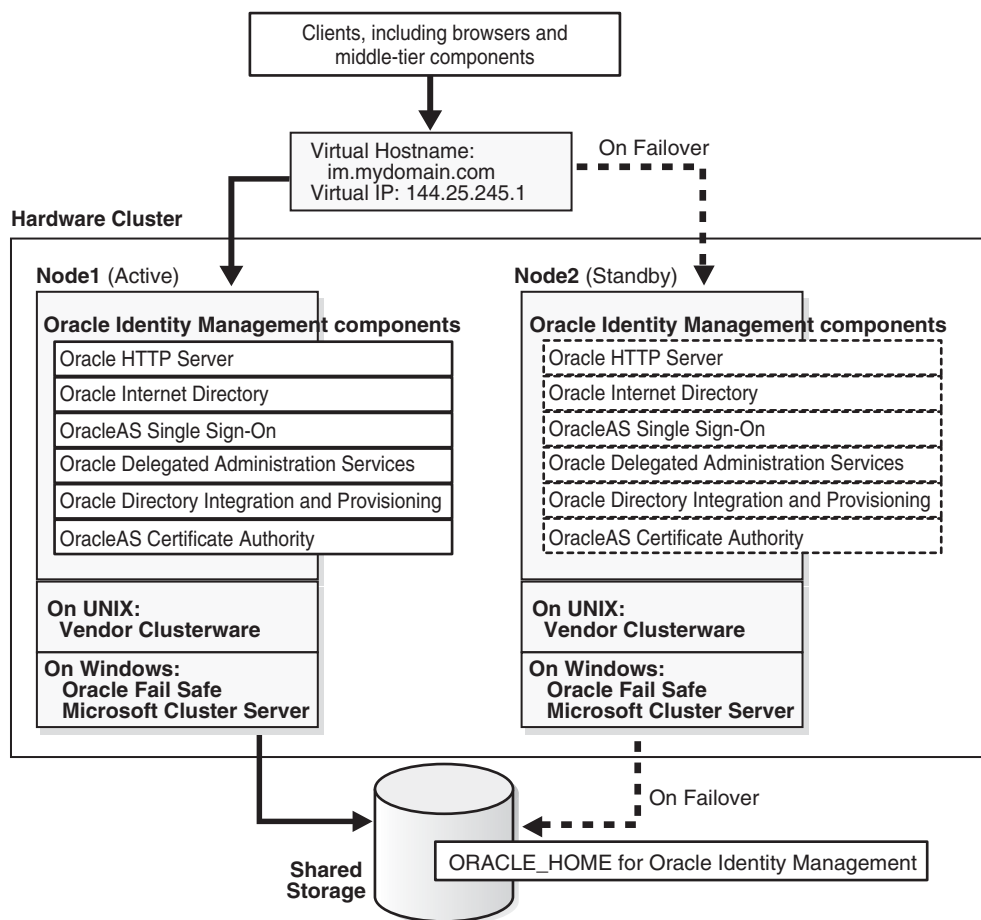 Clients, including browsers and
middle-tier components
Virtual Hostname:
im.mydomain.com
Virtual IP: 144.25.245.1
On Failover
Hardware Cluster
Node1 (Active)
Oracle Identity Management components
Oracle HTTP Server
Oracle Internet Directory
OracleAS Single Sign-On
Oracle Delegated Administration Services
Oracle Directory Integration and Provisioning
OracleAS Certificate Authority
On UNIX:
Vendor Clusterware
On Windows:
Oracle Fail Safe
Microsoft Cluster Server
Node2 (Standby)
Oracle Identity Management components
Oracle HTTP Server
Oracle Internet Directory
OracleAS Single Sign-On
Oracle Delegated Administration Services
Oracle Directory Integration and Provisioning
OracleAS Certificate Authority
On UNIX:
Vendor Clusterware
On Windows:
Oracle Fail Safe
Microsoft Cluster Server
On Failover
Shared
Storage
ORACLE_HOME for Oracle Identity Management